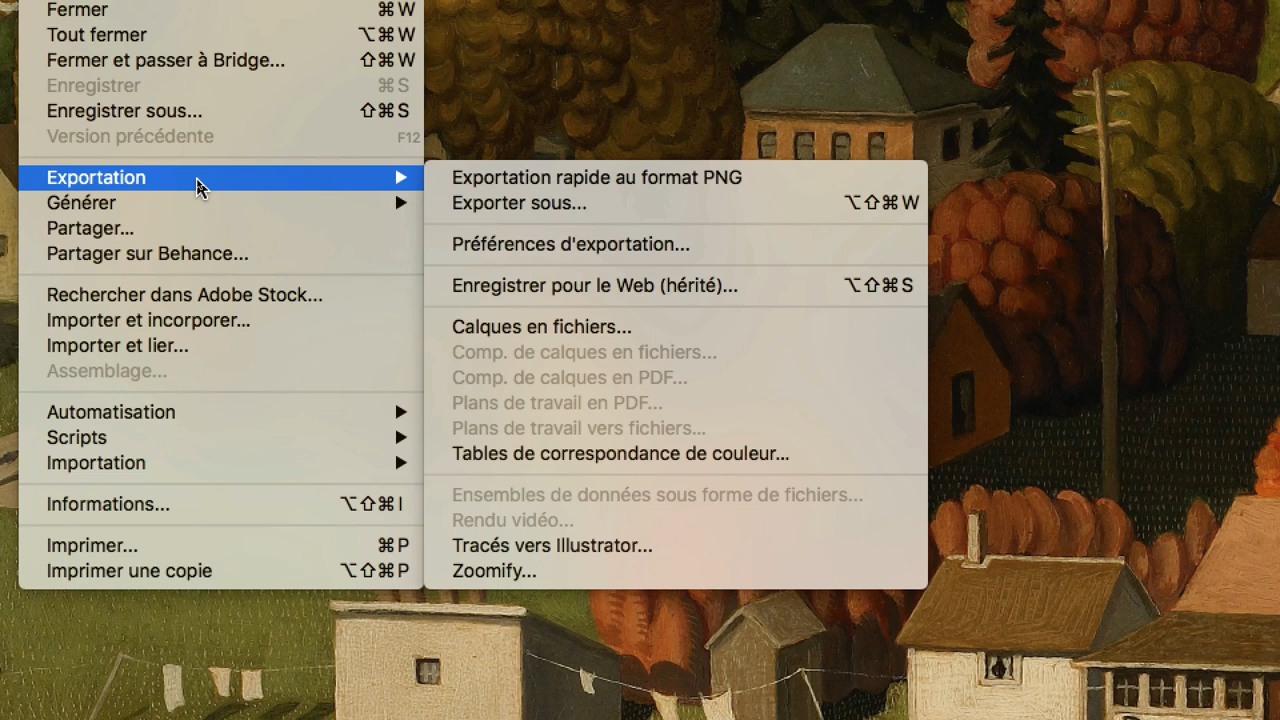 Fermer ⌘W
Tout fermer ⌥⌘W
Fermer et passer à Bridge... ⇧⌘W
Enregistrer ⌘S
Enregistrer sous... ⇧⌘S
Version précédente F12
Exportation
Générer
Partager...
Partager sur Behance...
Rechercher dans Adobe Stock...
Importer et incorporer...
Importer et lier...
Assemblage...
Automatisation
Scripts
Importation
Informations... ⌥⇧⌘I
Imprimer... ⌘P
Imprimer une copie ⌥⇧⌘P
Exportation rapide au format PNG
Exporter sous... ⌥⇧⌘W
Préférences d'exportation...
Enregistrer pour le Web (hérité)... ⌥⇧⌘S
Calques en fichiers...
Comp. de calques en fichiers...
Comp. de calques en PDF...
Plans de travail en PDF...
Plans de travail vers fichiers...
Tables de correspondance de couleur...
Ensembles de données sous forme de fichiers...
Rendu vidéo...
Tracés vers Illustrator...
Zoomify...